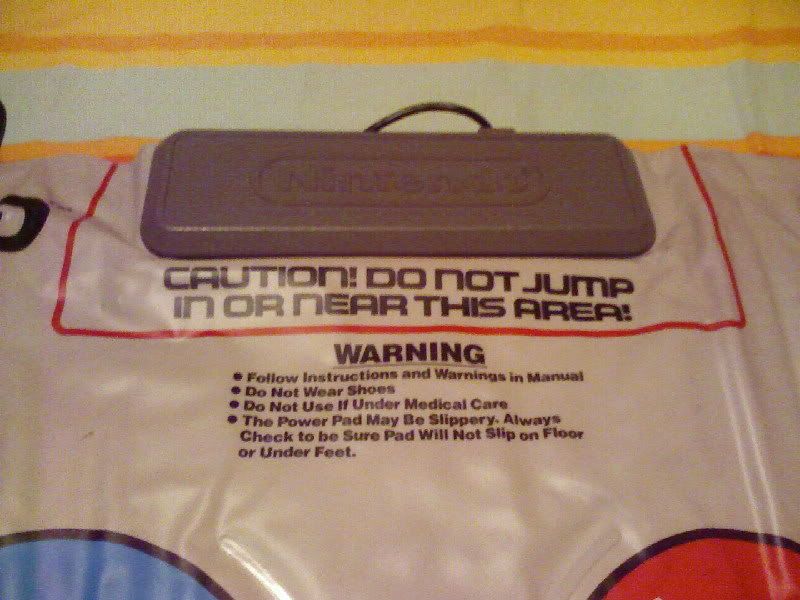 Nintendo
CAUTION! DO NOT JUMP
IN OR NEAR THIS AREA!
WARNING
• Follow Instructions and Warnings in Manual
• Do Not Wear Shoes
• Do Not Use If Under Medical Care
• The Power Pad May Be Slippery. Always
Check to be Sure Pad Will Not Slip on Floor
or Under Feet.